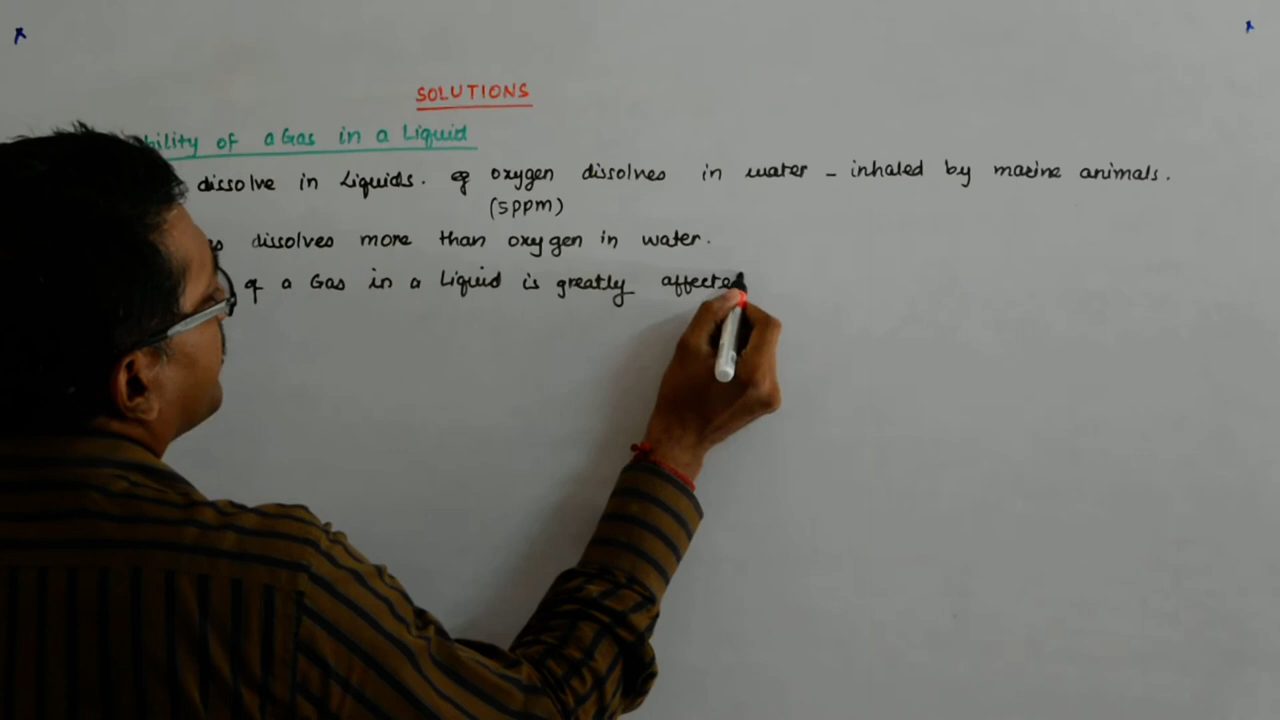 SOLUTIONS
bility of a Gas in a Liquid
dissolve in Liquids. eg oxygen dissolves in water - inhaled by marine animals.
(5ppm)
dissolves more than oxygen in water.
of a Gas in a Liquid is greatly affected